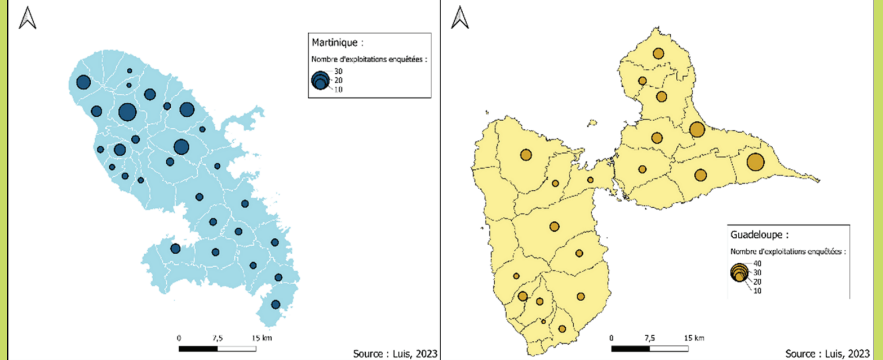 Martinique :
Nombre d'exploitations enquêtées :
30
20
10
0 7,5 15 km
Source : Luis, 2023
Guadeloupe :
Nombre d'exploitations enquêtées :
40
30
20
10
0 7,5 15 km
Source : Luis, 2023